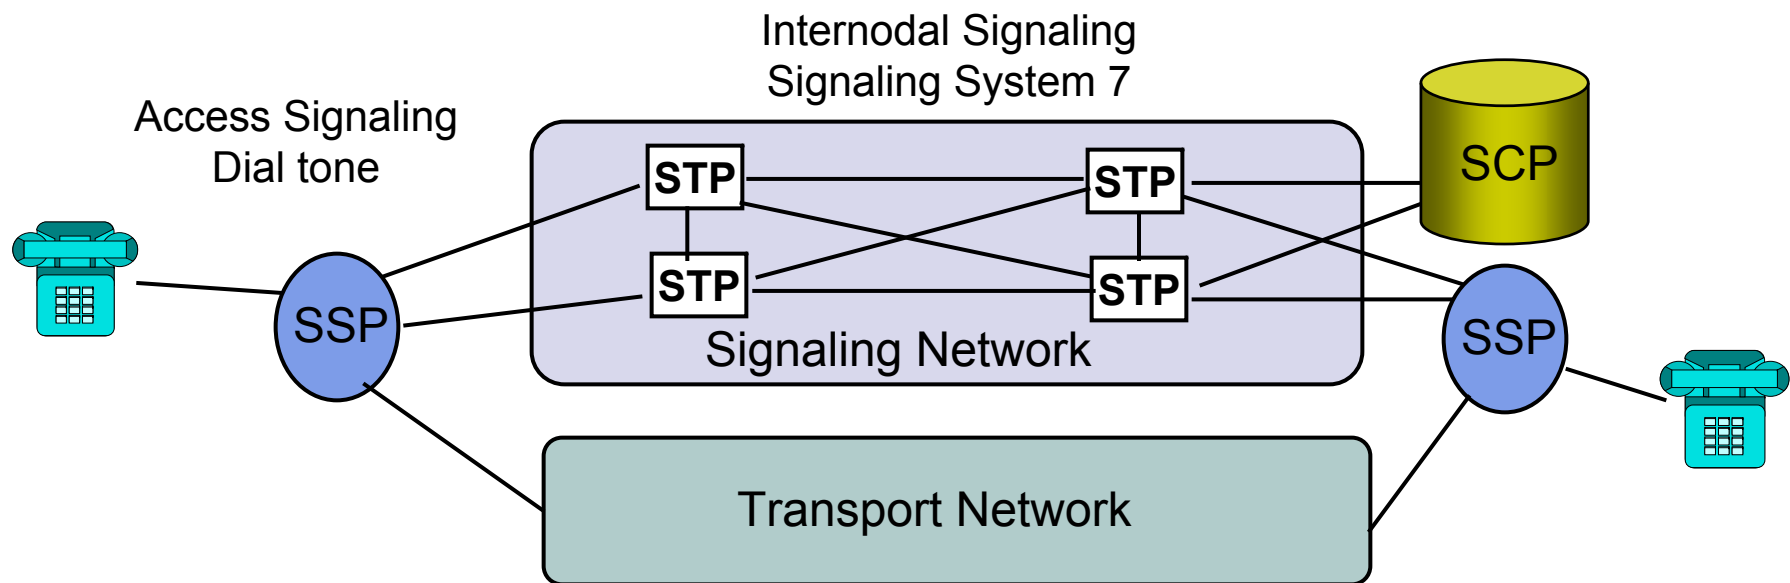 Internodal Signaling
Signaling System 7
Access Signaling
Dial tone
STP
STP
SCP
STP
STP
SSP
SSP
Signaling Network
Transport Network